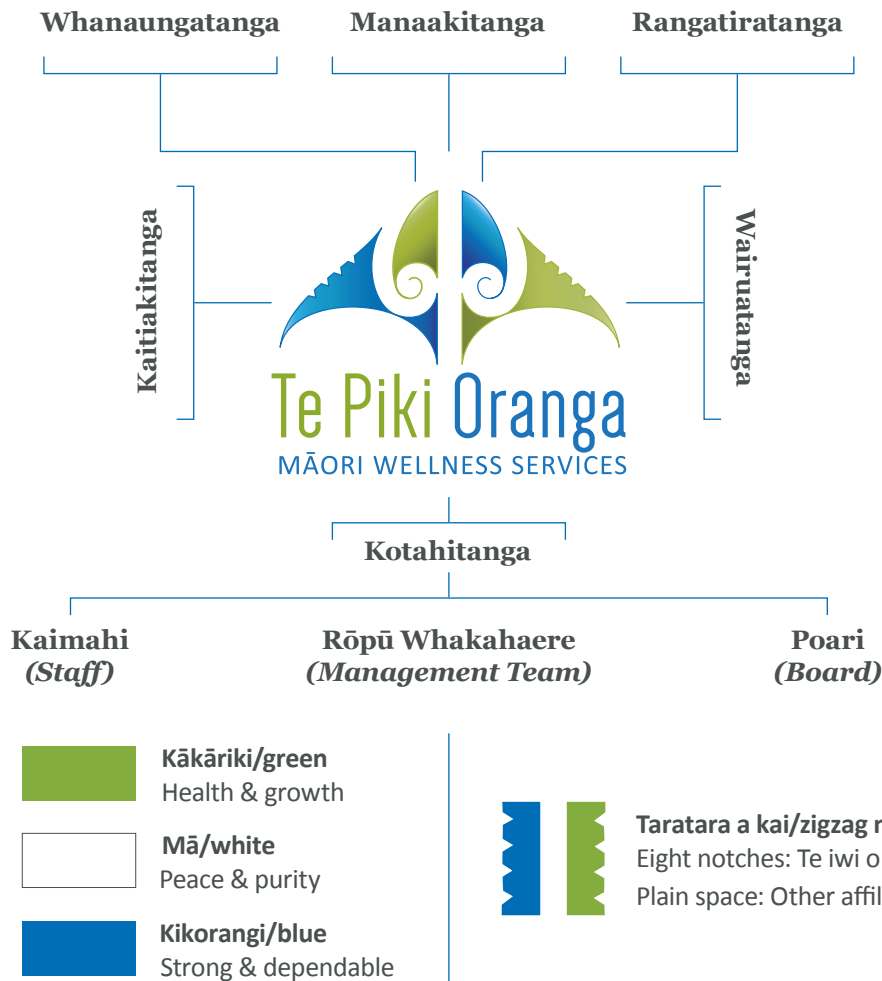 Whanaungatanga
Manaakitanga
Rangatiratanga
Kaitiakitanga
Wairuatanga
Te Piki Oranga
MĀORI WELLNESS SERVICES
Kotahitanga
Kaimahi
(Staff)
Rōpū Whakahaere
(Management Team)
Poari
(Board)
Kākāriki/green
Health & growth
Mā/white
Peace & purity
Kikorangi/blue
Strong & dependable
Taratara a kai/zigzag
Eight notches: Te iwi
Plain space: Other